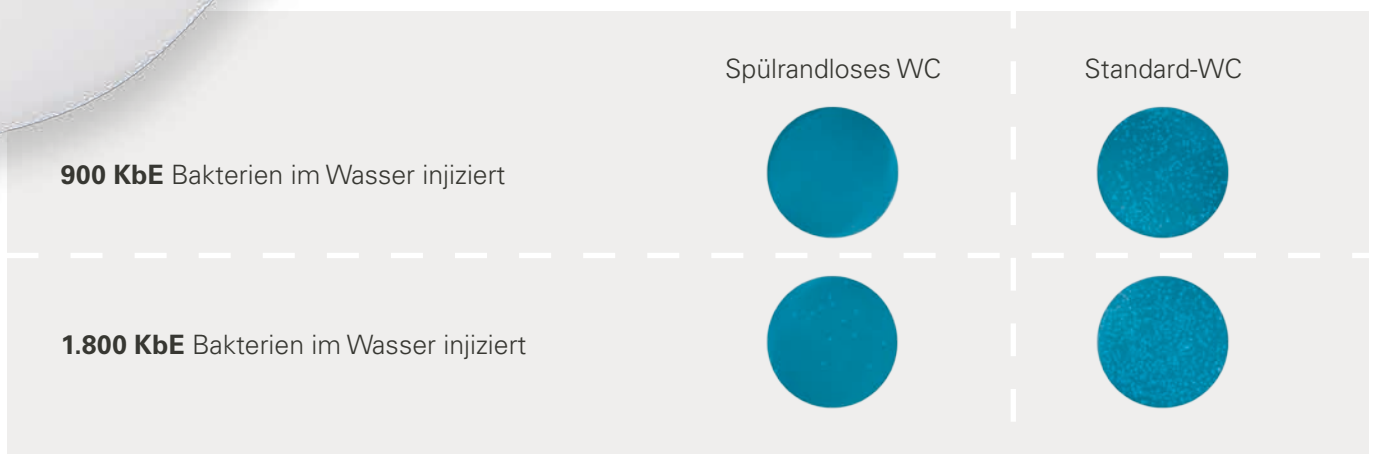 Spülrandloses WC
Standard-WC
900 KbE Bakterien im Wasser injiziert
1.800 KbE Bakterien im Wasser injiziert